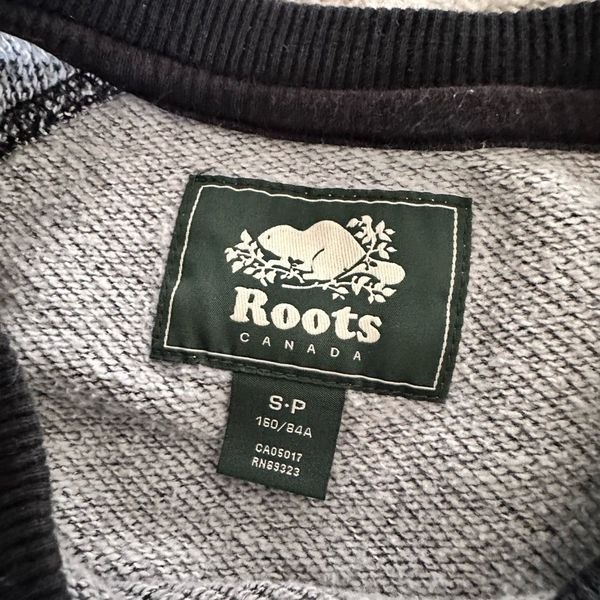 Roots
CANADA
S·P
160/84A
CA05017
RN69323